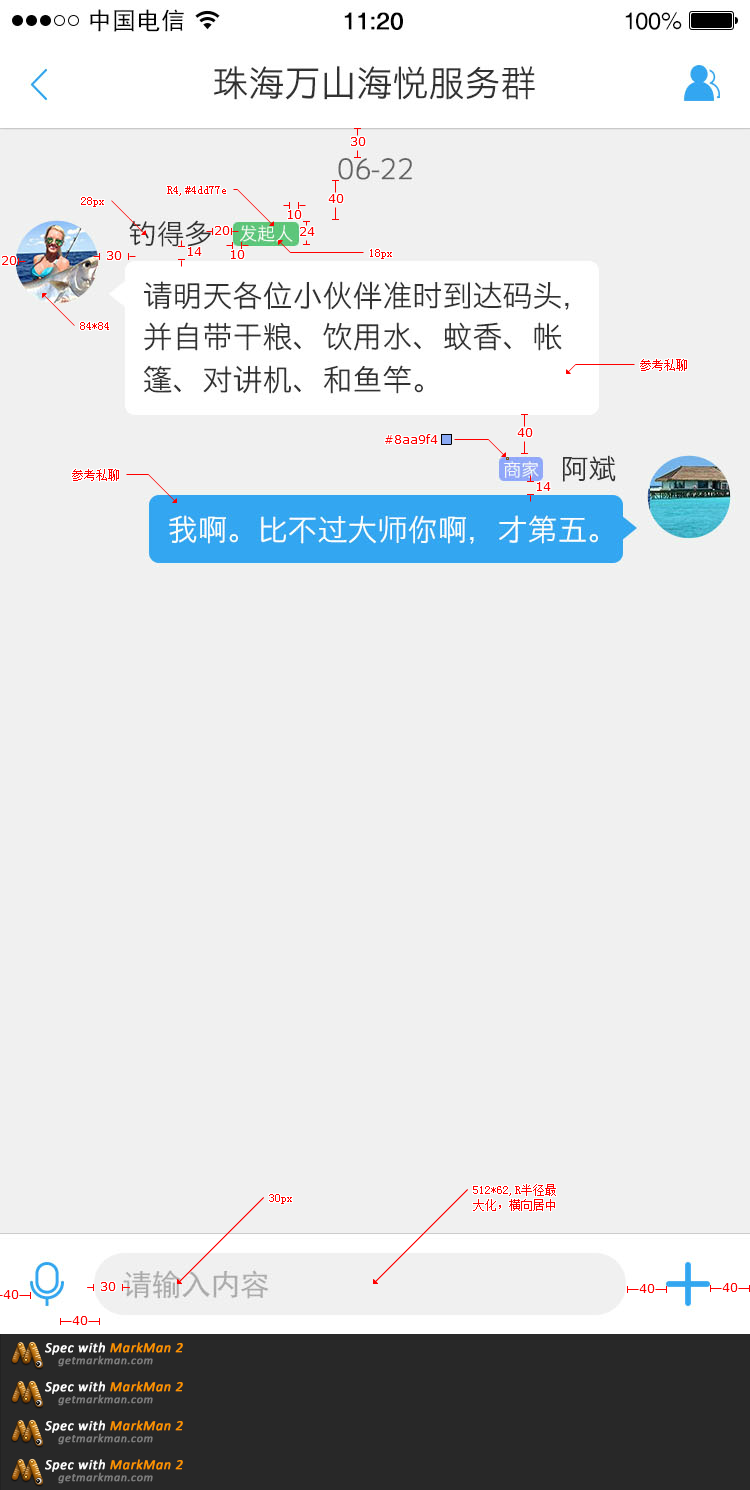 中国电信 11:20 100%
珠海万山海悦服务群
30
06-22
R4,#4dd77e
40
28px
10
钓得多 20 发起人 24
20 30 14 10 18px
请明天各位小伙伴准时到达码头，
84*84
并自带干粮、饮用水、蚊香、帐
参考私聊
篷、对讲机、和鱼竿。
40
#8aa9f4
商家 阿斌
参考私聊
14
我啊。比不过大师你啊，才第五。
30px
512*62,R半径最
大化，横向居中
40 30 请输入内容 40 40
40
Spec with MarkMan 2
getmarkman.com
Spec with MarkMan 2
getmarkman.com
Spec with MarkMan 2
getmarkman.com
Spec with MarkMan 2
getmarkman.com